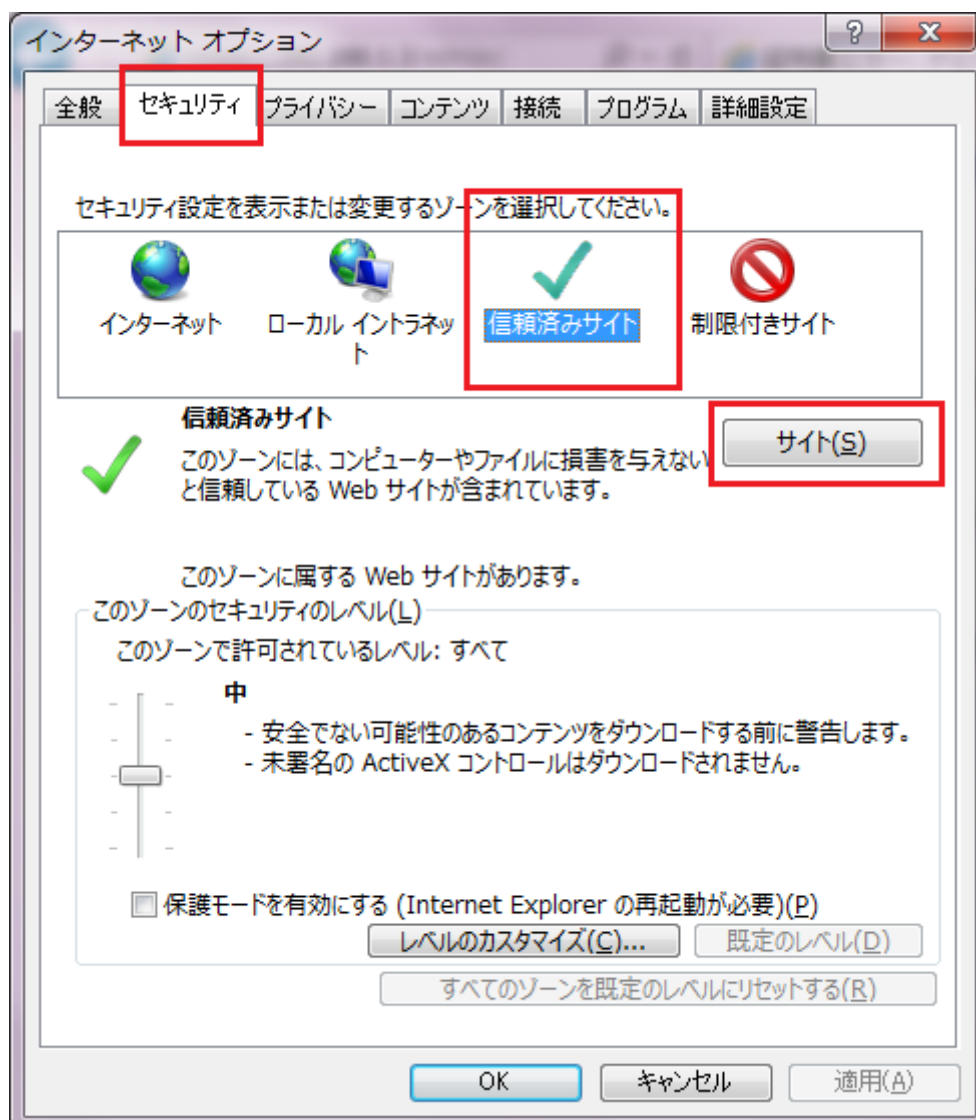 インターネット オプション
全般 セキュリティ プライバシー コンテンツ 接続 プログラム 詳細設定
セキュリティ設定を表示または変更するゾーンを選択してください。
インターネット ローカル イントラネッ 信頼済みサイト 制限付きサイト
ト
信頼済みサイト
サイト(S)
このゾーンには、コンピューターやファイルに損害を与えない
と信頼している Web サイトが含まれています。
このゾーンに属する Web サイトがあります。
このゾーンのセキュリティのレベル(L)
このゾーンで許可されているレベル: すべて
中
- 安全でない可能性のあるコンテンツをダウンロードする前に警告します。
- 未署名の ActiveX コントロールはダウンロードされません。
保護モードを有効にする (Internet Explorer の再起動が必要)(P)
レベルのカスタマイズ(C)... 既定のレベル(D)
すべてのゾーンを既定のレベルにリセットする(R)
OK キャンセル 適用(A)